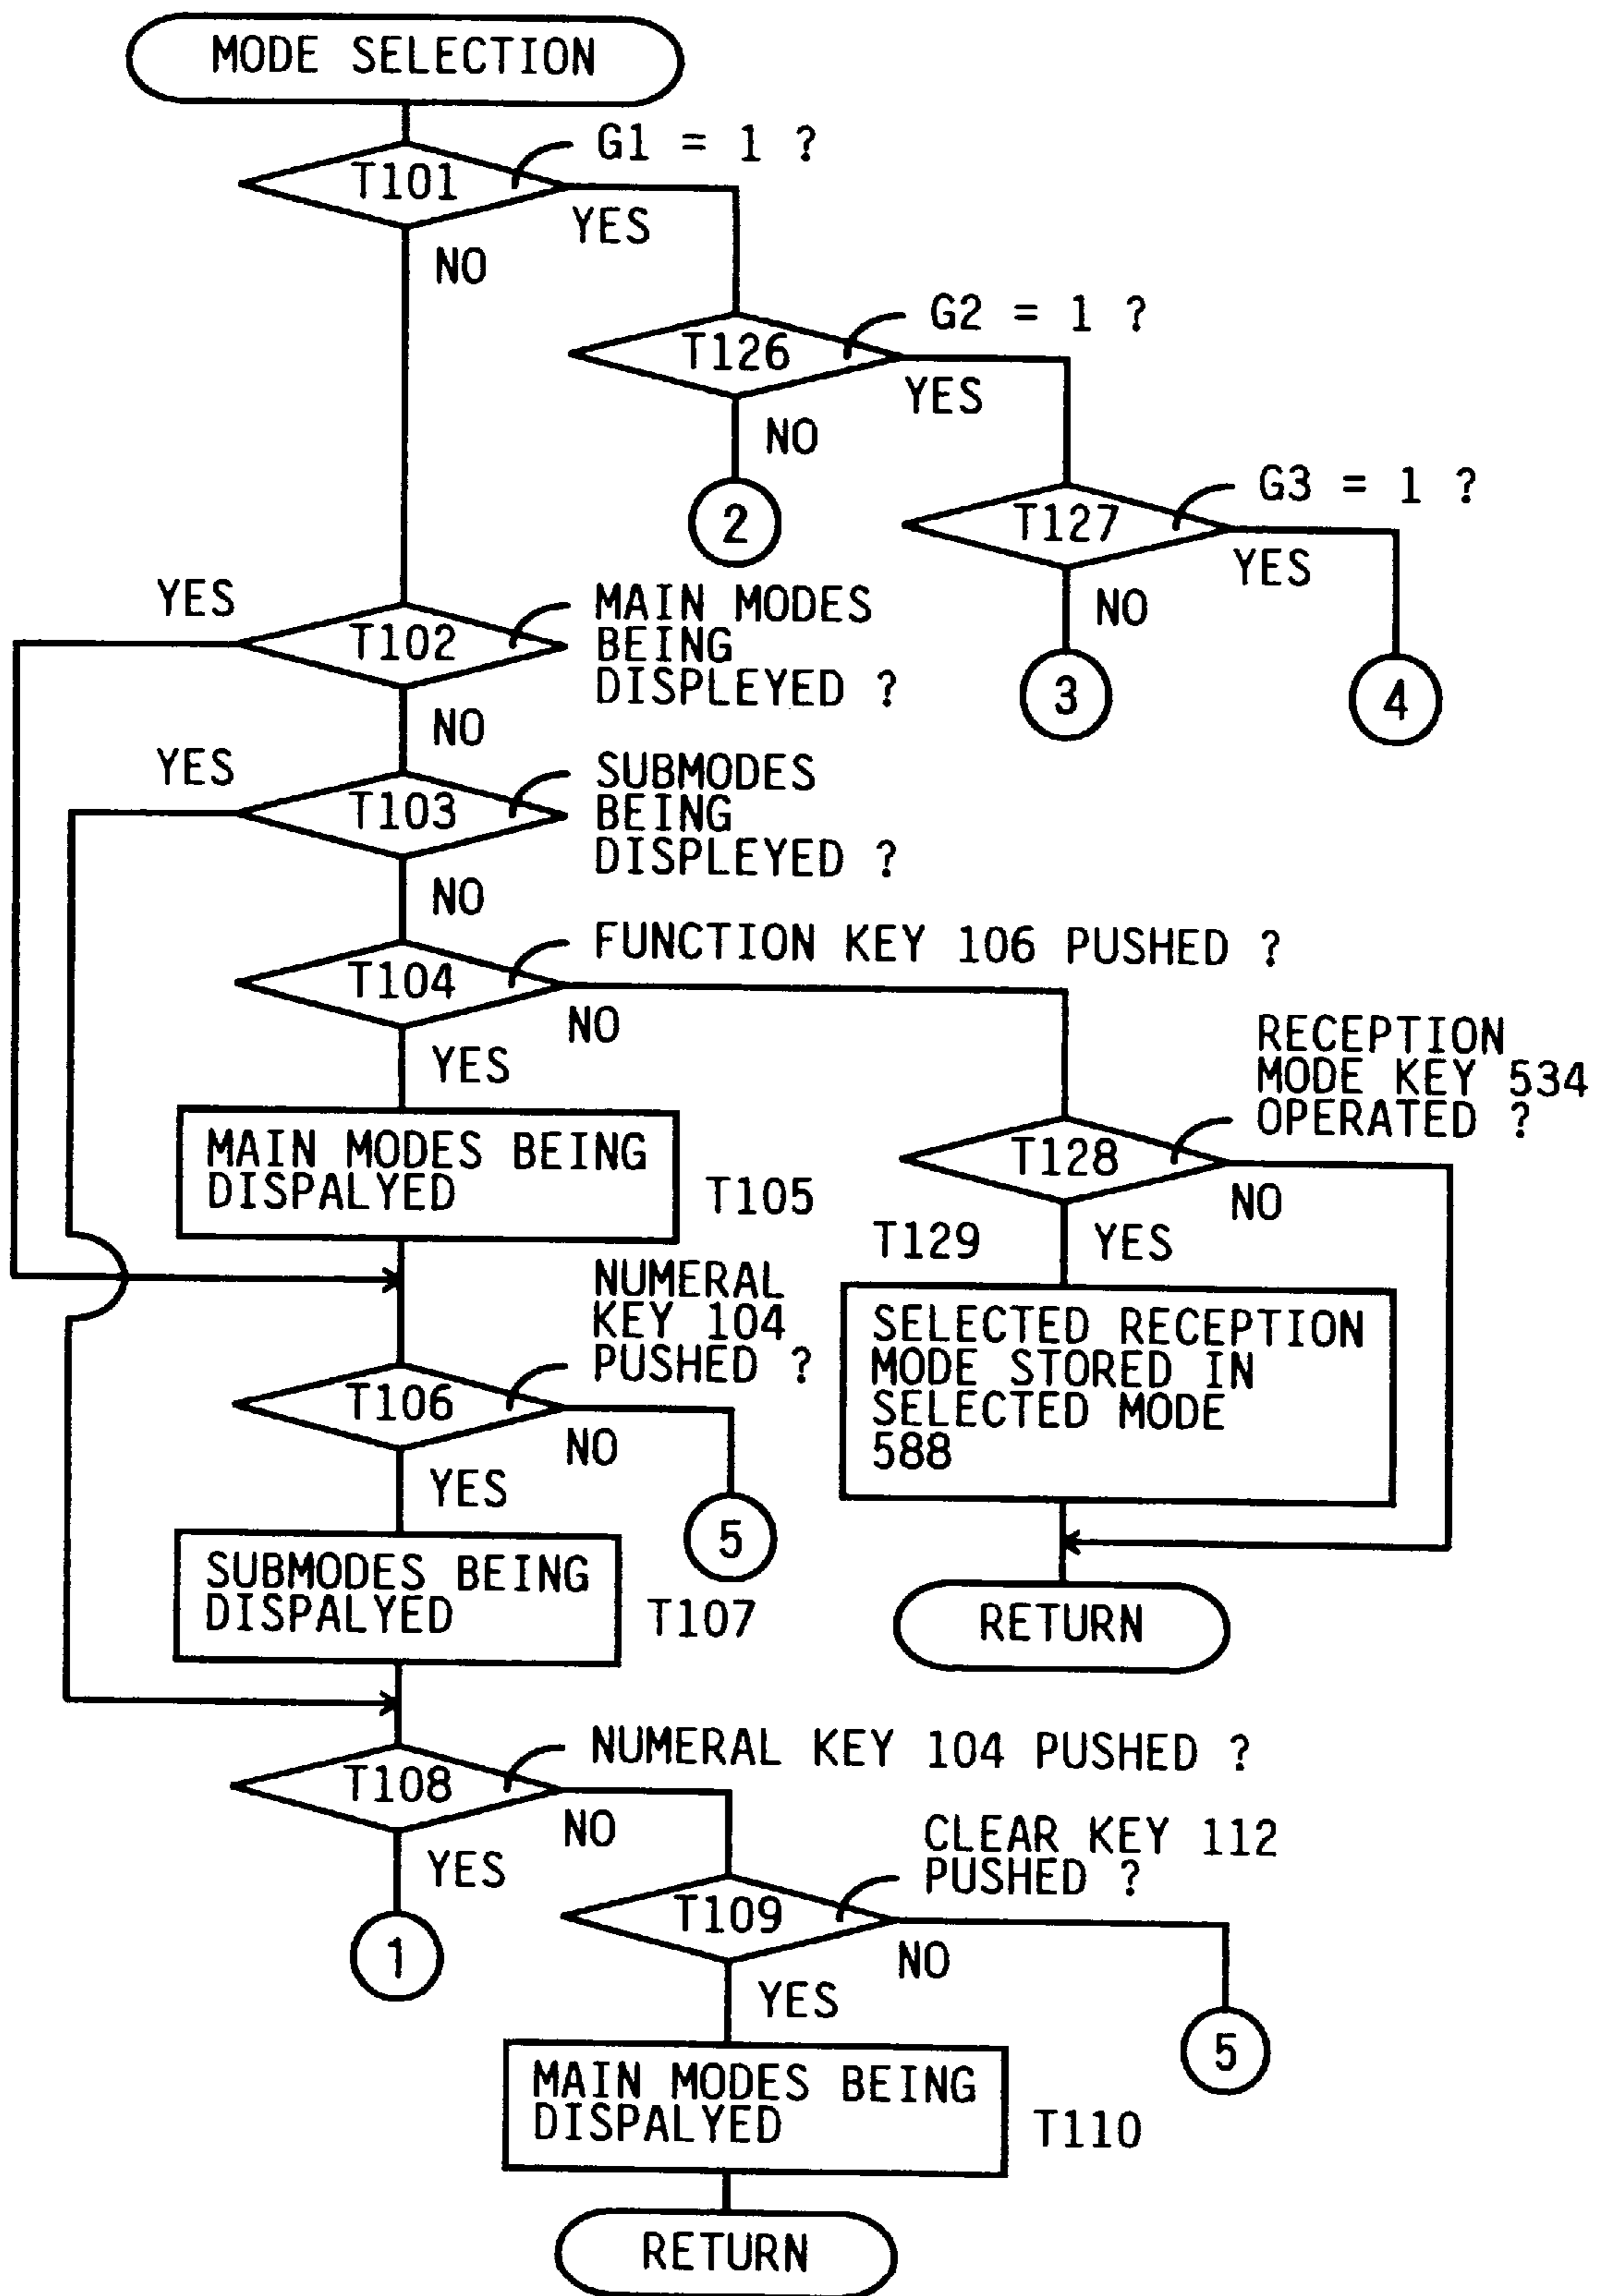 MODE SELECTION
G1 = 1 ?
T101
YES
NO
G2 = 1 ?
T126
YES
NO
G3 = 1 ?
2
T127
YES
NO
3
4
YES
MAIN MODES
BEING
DISPLEYED ?
T102
NO
YES
SUBMODES
BEING
DISPLEYED ?
T103
NO
FUNCTION KEY 106 PUSHED ?
T104
NO
YES
RECEPTION
MODE KEY 534
OPERATED ?
MAIN MODES BEING
DISPALYED
T105
T128
NO
YES
T129
NUMERAL
KEY 104
PUSHED ?
SELECTED RECEPTION
MODE STORED IN
SELECTED MODE
588
T106
NO
YES
5
SUBMODES BEING
DISPALYED
T107
RETURN
NUMERAL KEY 104 PUSHED ?
T108
NO
YES
CLEAR KEY 112
PUSHED ?
T109
NO
YES
1
5
MAIN MODES BEING
DISPALYED
T110
RETURN